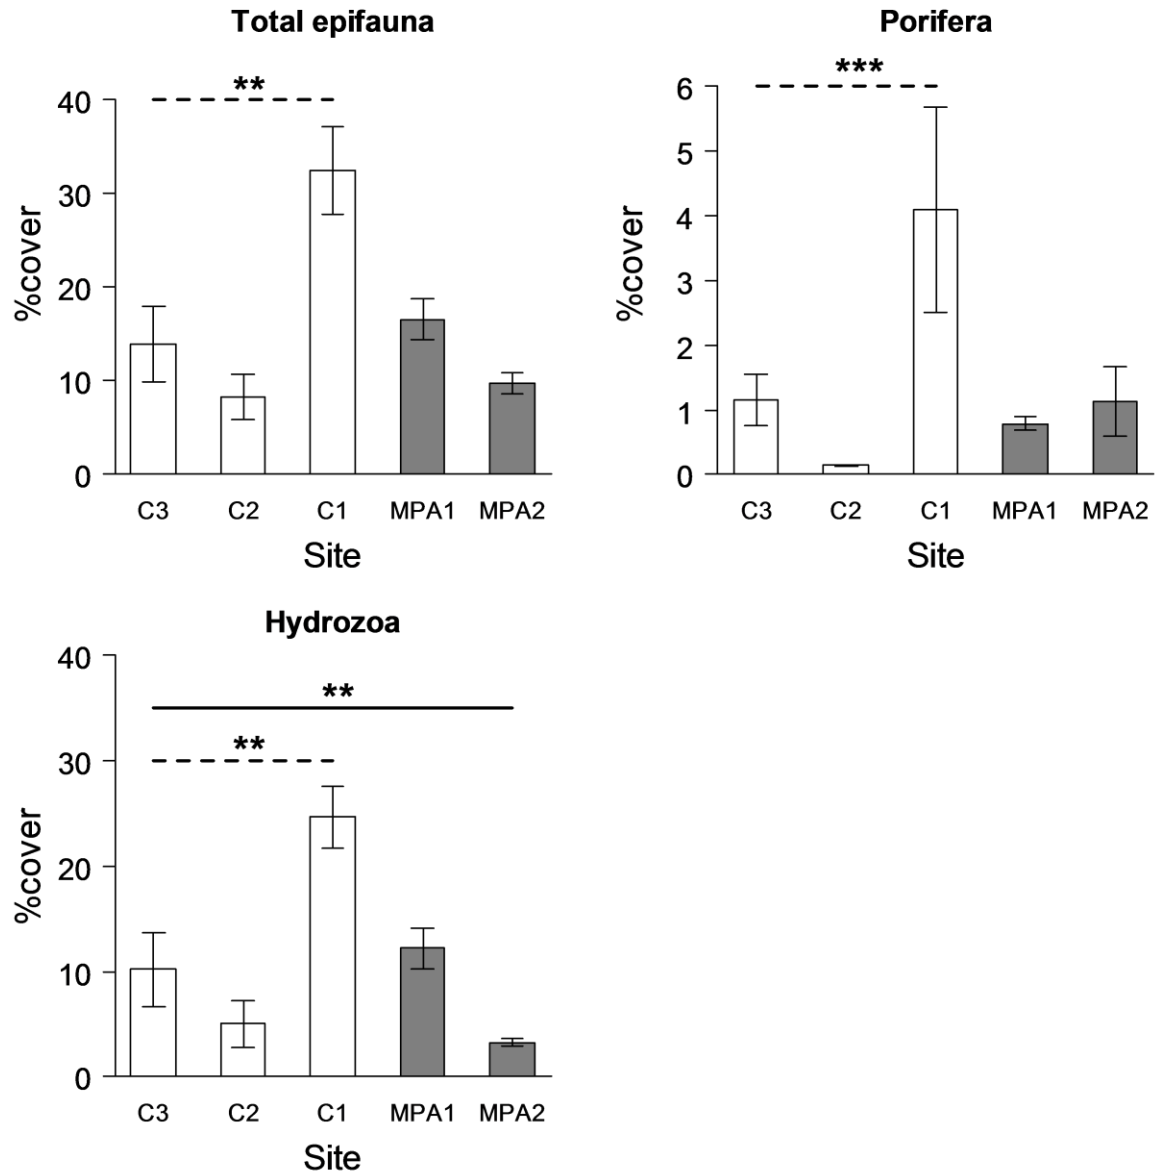 Total epifauna
**
40
30
20
10
0
%cover
C3 C2 C1 MPA1 MPA2
Site
Porifera
***
6
5
4
3
2
1
0
%cover
C3 C2 C1 MPA1 MPA2
Site
Hydrozoa
40
**
**
30
20
10
0
%cover
C3 C2 C1 MPA1 MPA2
Site